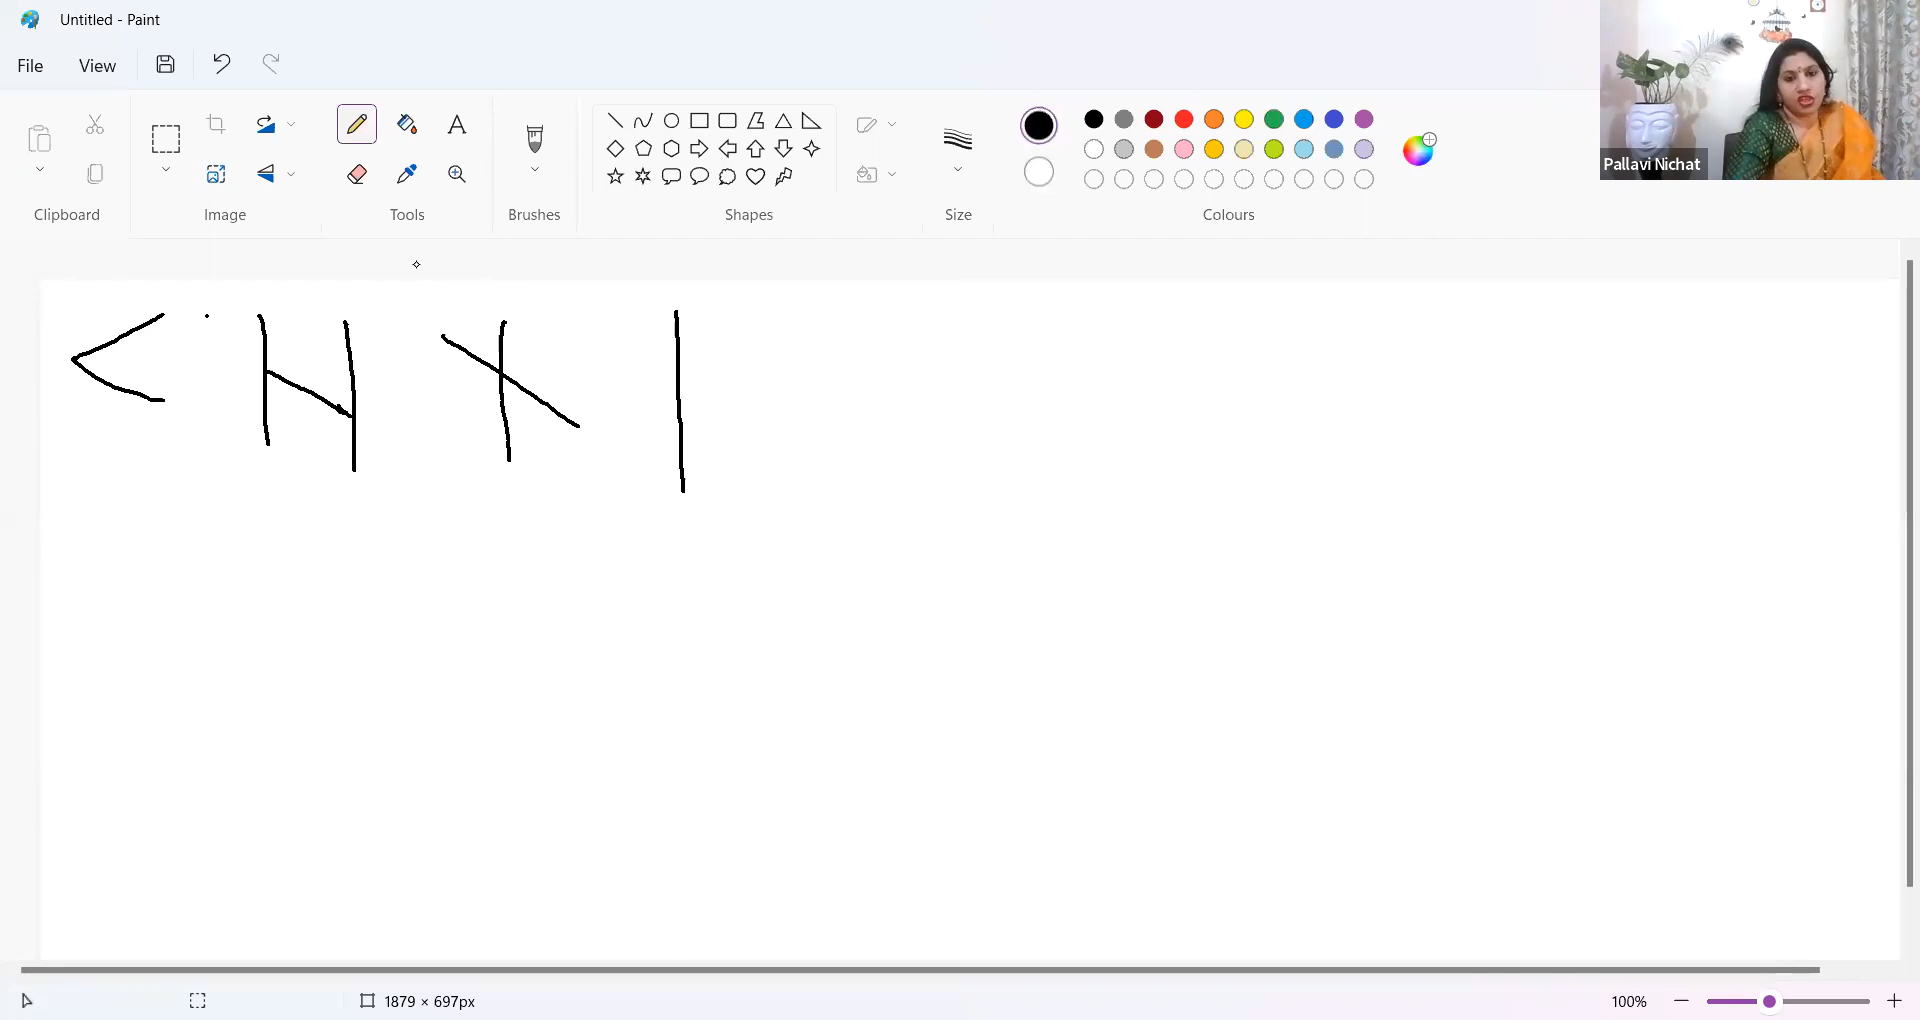 Untitled - Paint
File View
Clipboard Image Tools Brushes Shapes Size Colours
Pallavi Nichat
1879 × 697px 100%